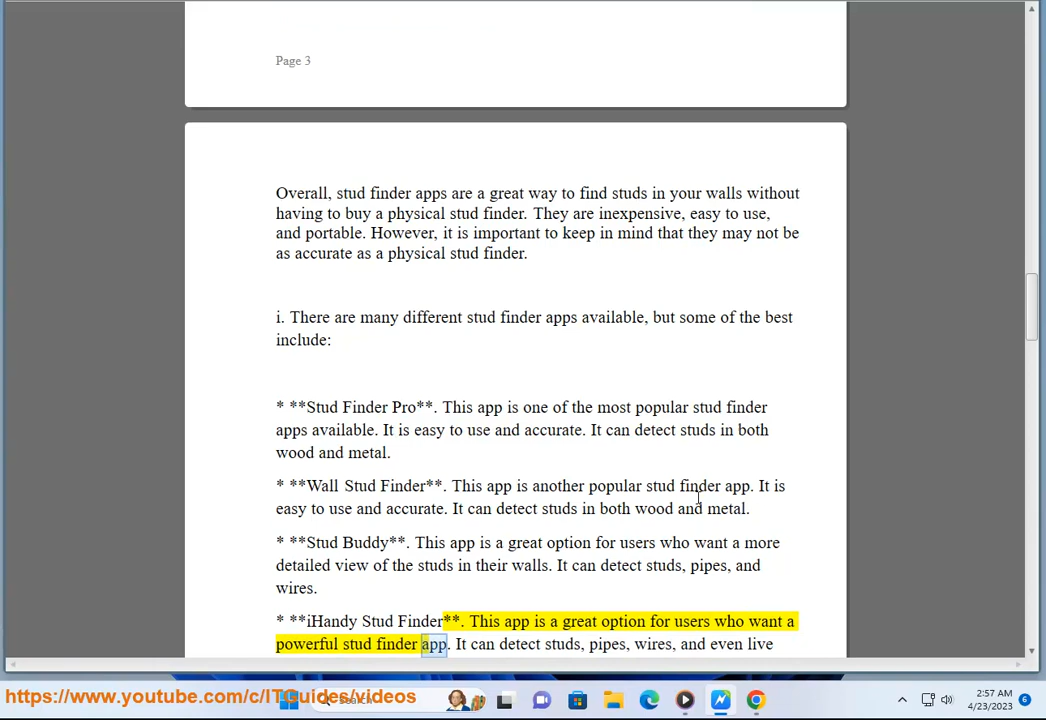 Page 3
Overall, stud finder apps are a great way to find studs in your walls without
having to buy a physical stud finder. They are inexpensive, easy to use,
and portable. However, it is important to keep in mind that they may not be
as accurate as a physical stud finder.
i. There are many different stud finder apps available, but some of the best
include:
* **Stud Finder Pro**. This app is one of the most popular stud finder
apps available. It is easy to use and accurate. It can detect studs in both
wood and metal.
* **Wall Stud Finder**. This app is another popular stud finder app. It is
easy to use and accurate. It can detect studs in both wood and metal.
* **Stud Buddy**. This app is a great option for users who want a more
detailed view of the studs in their walls. It can detect studs, pipes, and
wires.
* **iHandy Stud Finder**. This app is a great option for users who want a
powerful stud finder app. It can detect studs, pipes, wires, and even live
https://www.youtube.com/c/ITGuides/videos
2:57 AM
4/23/2023
6